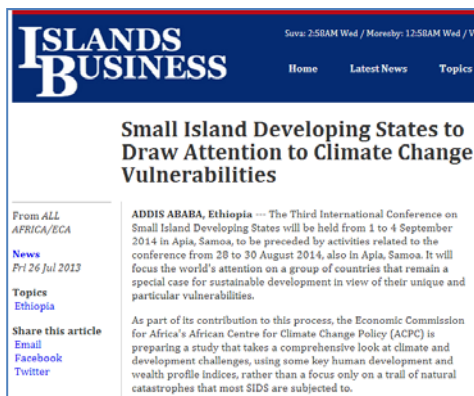 ISLANDS
BUSINESS
Suva: 2:58AM Wed / Moresby: 12:58AM Wed / V
Home Latest News Topics
Small Island Developing States to
Draw Attention to Climate Change
Vulnerabilities
From ALL
AFRICA/ECA
News
Fri 26 Jul 2013
Topics
Ethiopia
Share this article
Email
Facebook
Twitter
ADDIS ABABA, Ethiopia --- The Third International Conference on
Small Island Developing States will be held from 1 to 4 September
2014 in Apia, Samoa, to be preceded by activities related to the
conference from 28 to 30 August 2014, also in Apia, Samoa. It will
focus the world's attention on a group of countries that remain a
special case for sustainable development in view of their unique and
particular vulnerabilities.
As part of its contribution to this process, the Economic Commission
for Africa's African Centre for Climate Change Policy (ACPC) is
preparing a study that takes a comprehensive look at climate and
development challenges, using some key human development and
wealth profile indices, rather than a focus only on a trail of natural
catastrophes that most SIDS are subjected to.